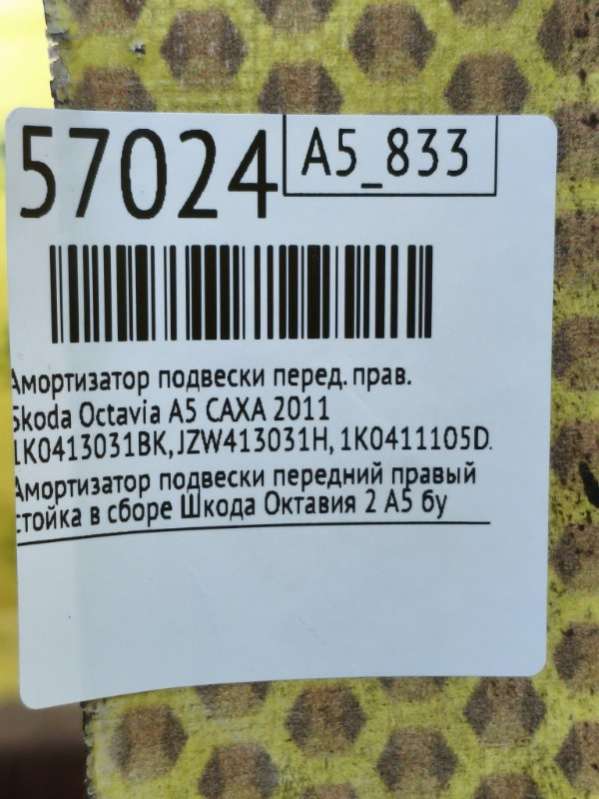 57024
A5_833
Амортизатор подвески перед. прав.
Skoda Octavia A5 CAXA 2011
1K0413031BK, JZW413031H, 1K0411105D.
Амортизатор подвески передний правый
стойка в сборе Шкода Октавия 2 А5 бу